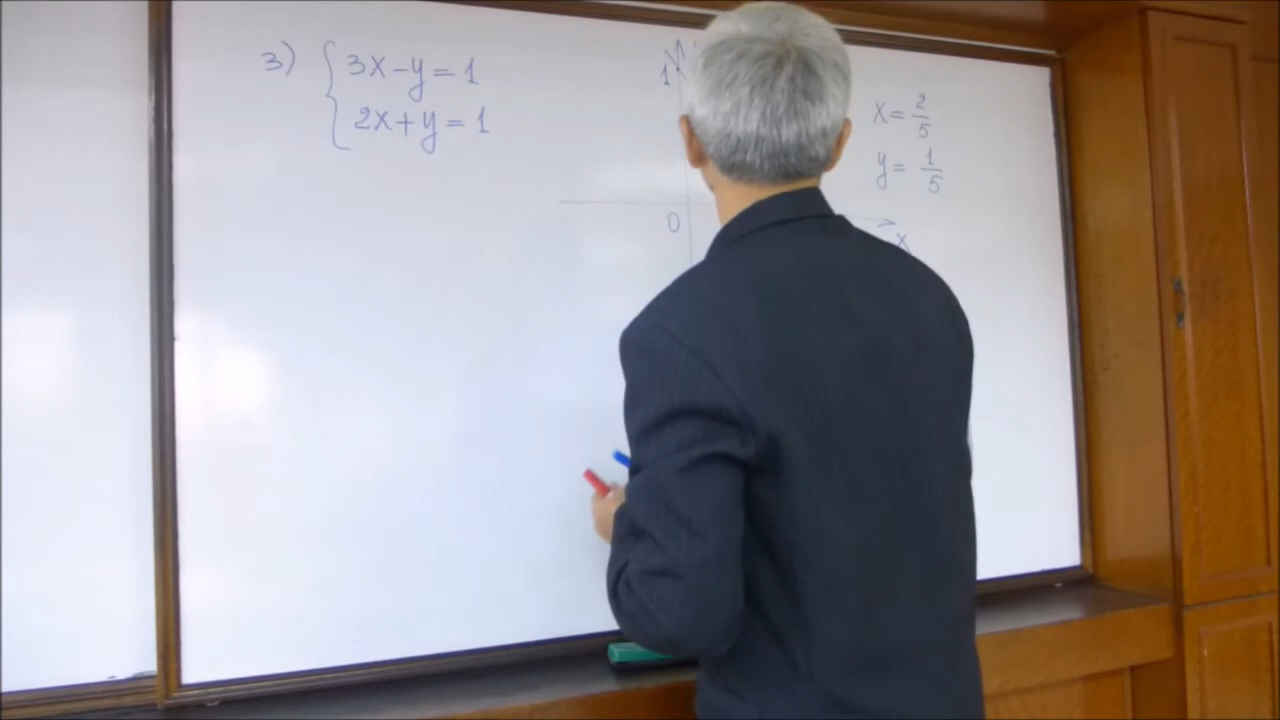 3) { 3x-y=1
2x+y=1
1
0
x
x=2/5
y=1/5